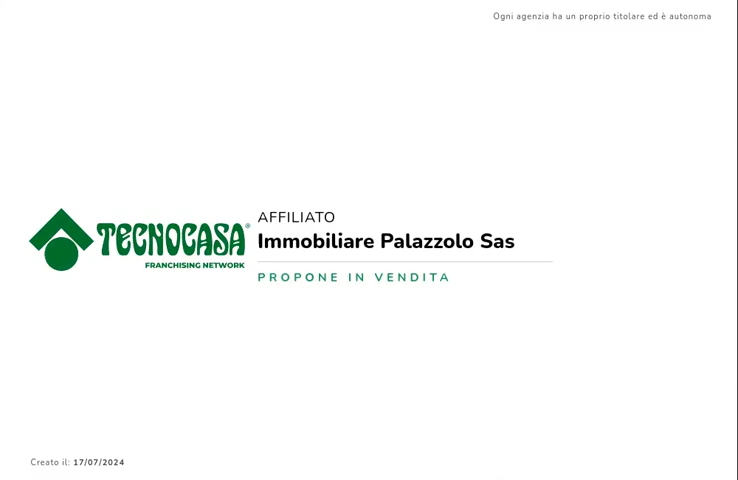 Ogni agenzia ha un proprio titolare ed è autonoma
TECNOCASA®
FRANCHISING NETWORK
AFFILIATO
Immobiliare Palazzolo Sas
PROPONE IN VENDITA
Creato il: 17/07/2024